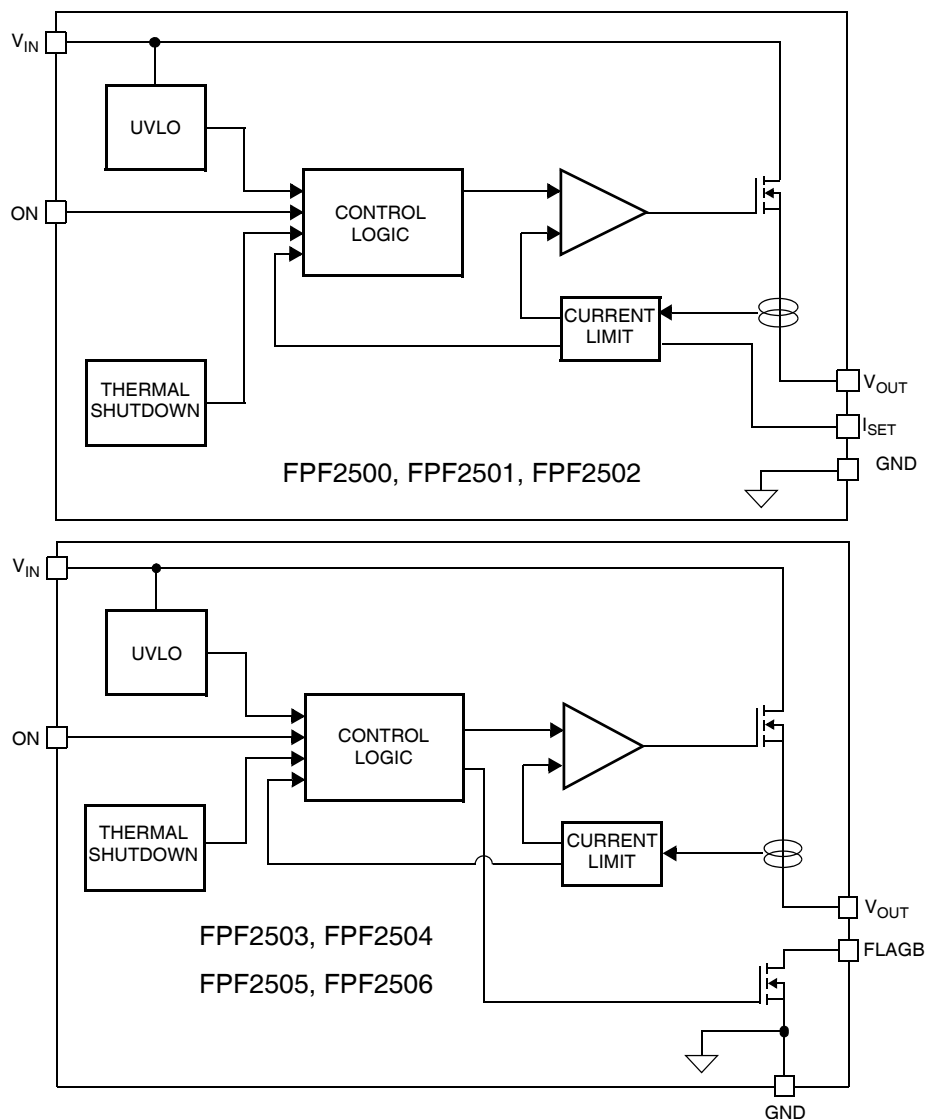 VIN
UVLO
ON
CONTROL
LOGIC
CURRENT
LIMIT
THERMAL
SHUTDOWN
VOUT
ISET
GND
FPF2500, FPF2501, FPF2502
VIN
UVLO
ON
CONTROL
LOGIC
THERMAL
SHUTDOWN
CURRENT
LIMIT
VOUT
FPF2503, FPF2504
FLAGB
FPF2505, FPF2506
GND